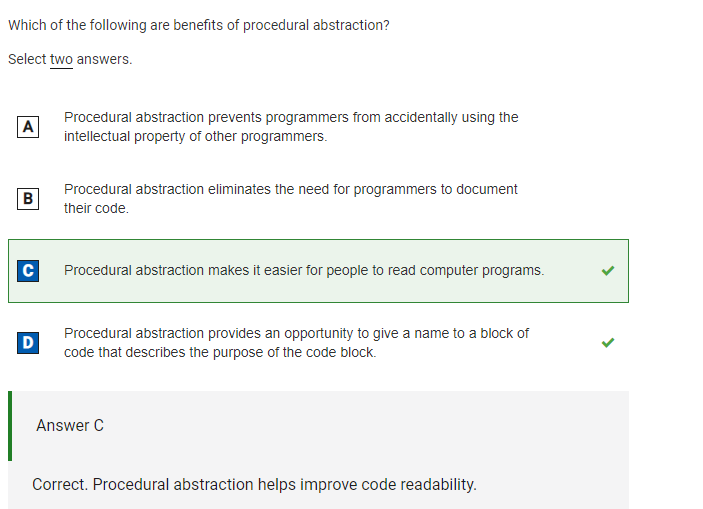 Which of the following are benefits of procedural abstraction?
Select two answers.
A
Procedural abstraction prevents programmers from accidentally using the
intellectual property of other programmers.
B
Procedural abstraction eliminates the need for programmers to document
their code.
C
Procedural abstraction makes it easier for people to read computer programs.
D
Procedural abstraction provides an opportunity to give a name to a block of
code that describes the purpose of the code block.
Answer C
Correct. Procedural abstraction helps improve code readability.